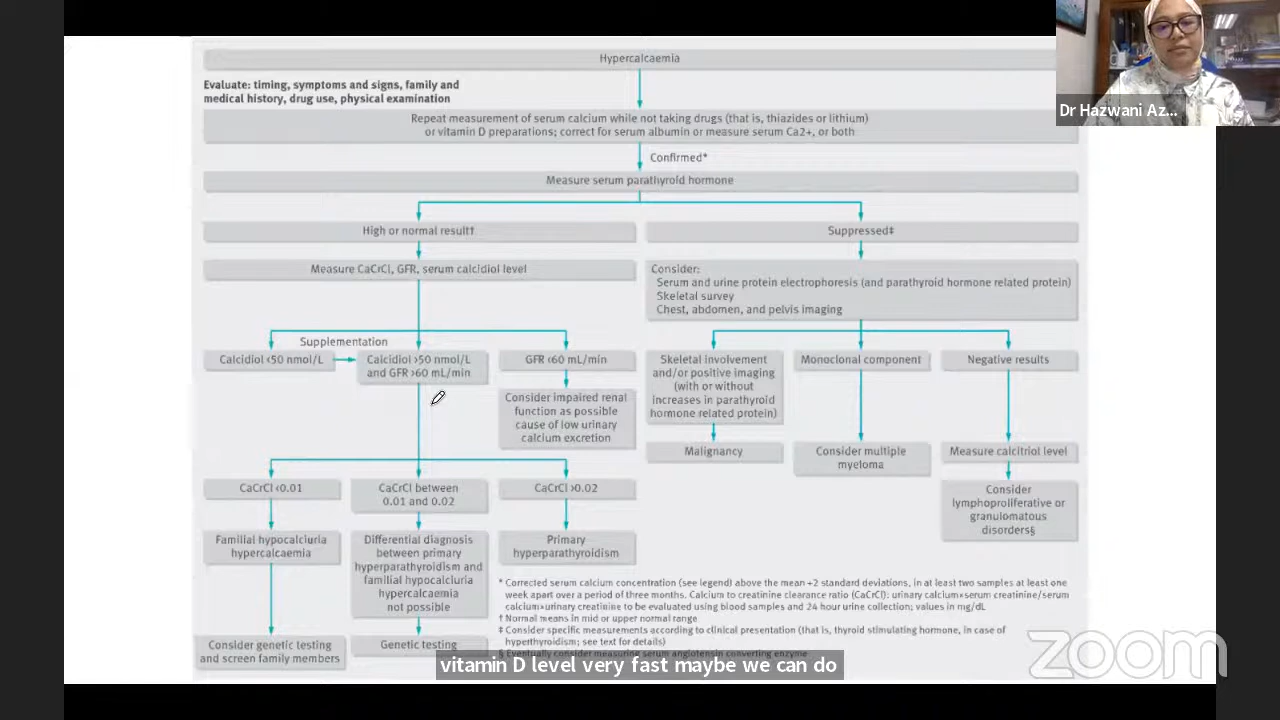 Hypercalcaemia
Evaluate: timing, symptoms and signs, family and
medical history, drug use, physical examination
Repeat measurement of serum calcium while not taking drugs (that is, thiazides or lithium)
or vitamin D preparations; correct for serum albumin or measure serum Ca2+, or both
Confirmed*
Measure serum parathyroid hormone
High or normal result†
Suppressed‡
Measure CaCrCl, GFR, serum calcidiol level
Consider:
Serum and urine protein electrophoresis (and parathyroid hormone related protein)
Skeletal survey
Chest, abdomen, and pelvis imaging
Supplementation
Calcidiol <50 nmol/L
Calcidiol >50 nmol/L
and GFR >60 mL/min
GFR <60 mL/min
Consider impaired renal
function as possible
cause of low urinary
calcium excretion
Skeletal involvement
and/or positive imaging
(with or without
increases in parathyroid
hormone related protein)
Monoclonal component
Negative results
Malignancy
Consider multiple
myeloma
Measure calcitriol level
Consider
lymphoproliferative or
granulomatous
disorders§
CaCrCl <0.01
CaCrCl between
0.01 and 0.02
CaCrCl >0.02
Familial hypocalciuria
hypercalcaemia
Differential diagnosis
between primary
hyperparathyroidism and
familial hypocalciuria
hypercalcaemia
not possible
Primary
hyperparathyroidism
Consider genetic testing
and screen family members
Genetic testing
* Corrected serum calcium concentration (see legend) above the mean +2 standard deviations, in at least two samples at least one
week apart over a period of three months. Calcium to creatinine clearance ratio (CaCrCl): urinary calcium×serum creatinine/serum
calcium×urinary creatinine to be evaluated using blood samples and 24 hour urine collection; values in mg/dL
† Normal means in mid or upper normal range
‡ Consider specific measurements according to clinical presentation (that is, thyroid stimulating hormone, in case of
hyperthyroidism; see text for details)
§ Eventually consider measuring serum angiotensin converting enzyme
vitamin D level very fast maybe we can do
Dr Hazwani Az...
zoom